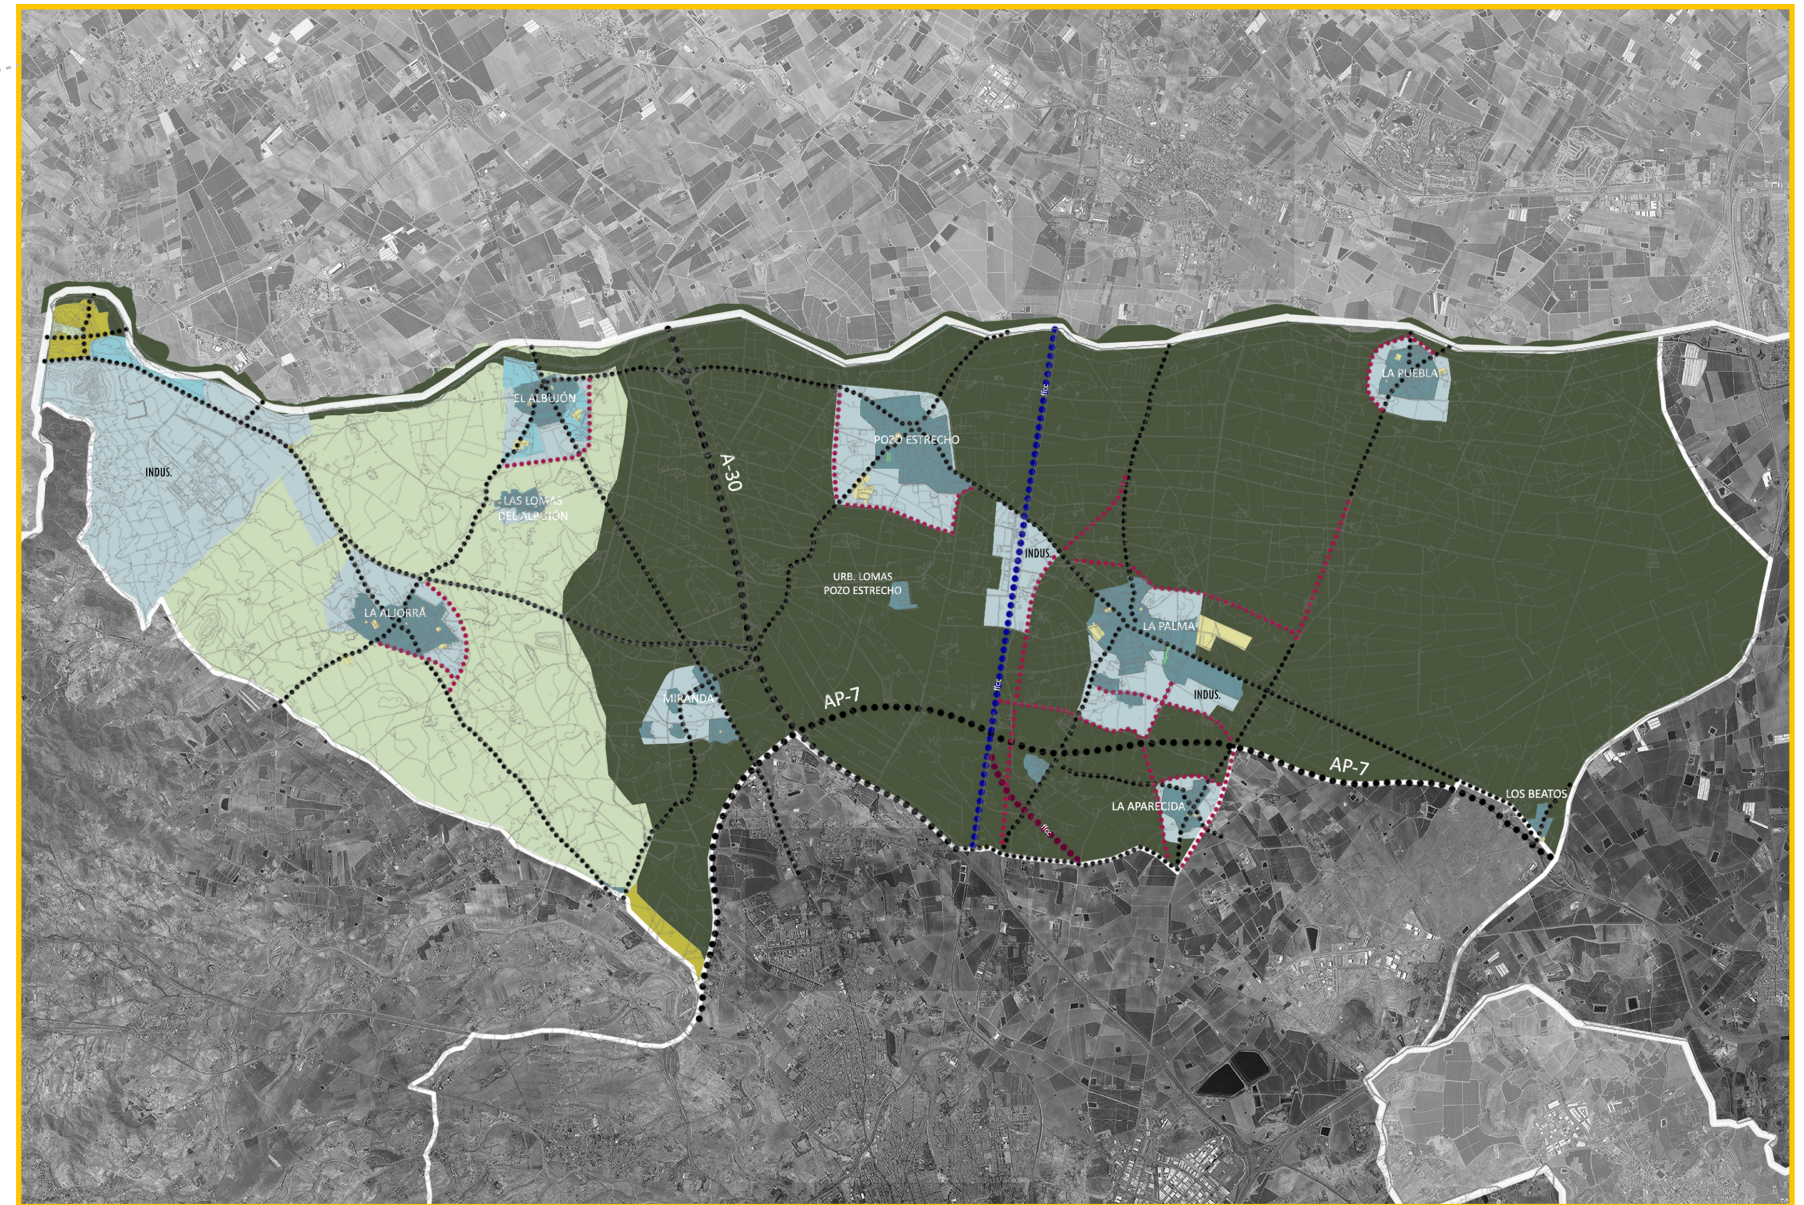 ffcc
LA PUEBLA
EL ALBUJÓN
POZO ESTRECHO
INDUS.
A-30
LAS LOMAS
DEL ALBUJÓN
INDUS.
URB. LOMAS
POZO ESTRECHO
LA ALJORRA
LA PALMA
ffcc
MIRANDA
INDUS.
AP-7
AP-7
LOS BEATOS
LA APARECIDA
ffcc